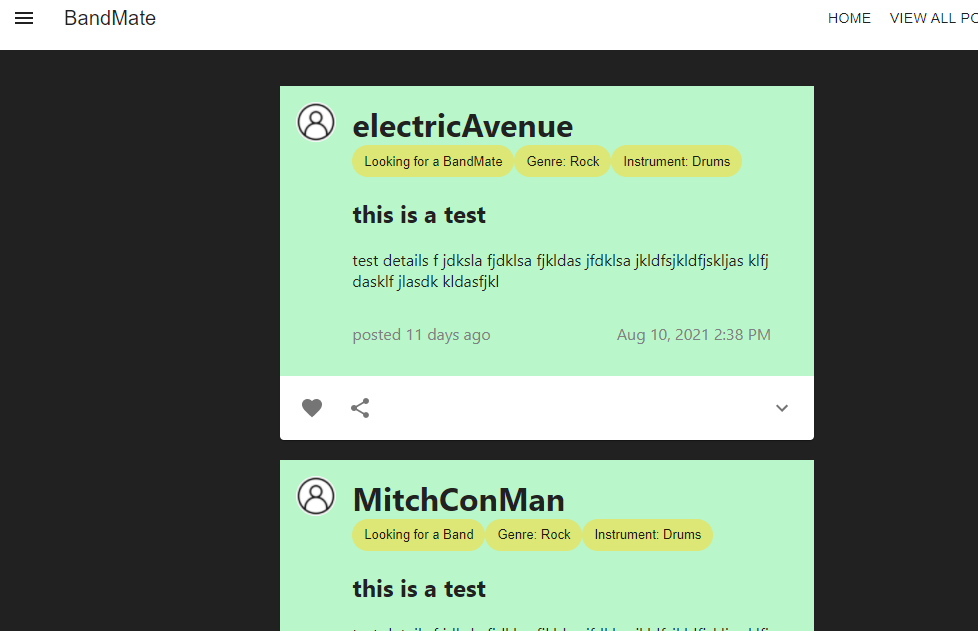 BandMate
HOME VIEW ALL PO
electricAvenue
Looking for a BandMate Genre: Rock Instrument: Drums
this is a test
test details f jdksla fjdklsa fjkldas jfdklsa jkldfsjkldfjskljas klfj
dasklf jlasdk kldasfjkl
posted 11 days ago Aug 10, 2021 2:38 PM
MitchConMan
Looking for a Band Genre: Rock Instrument: Drums
this is a test